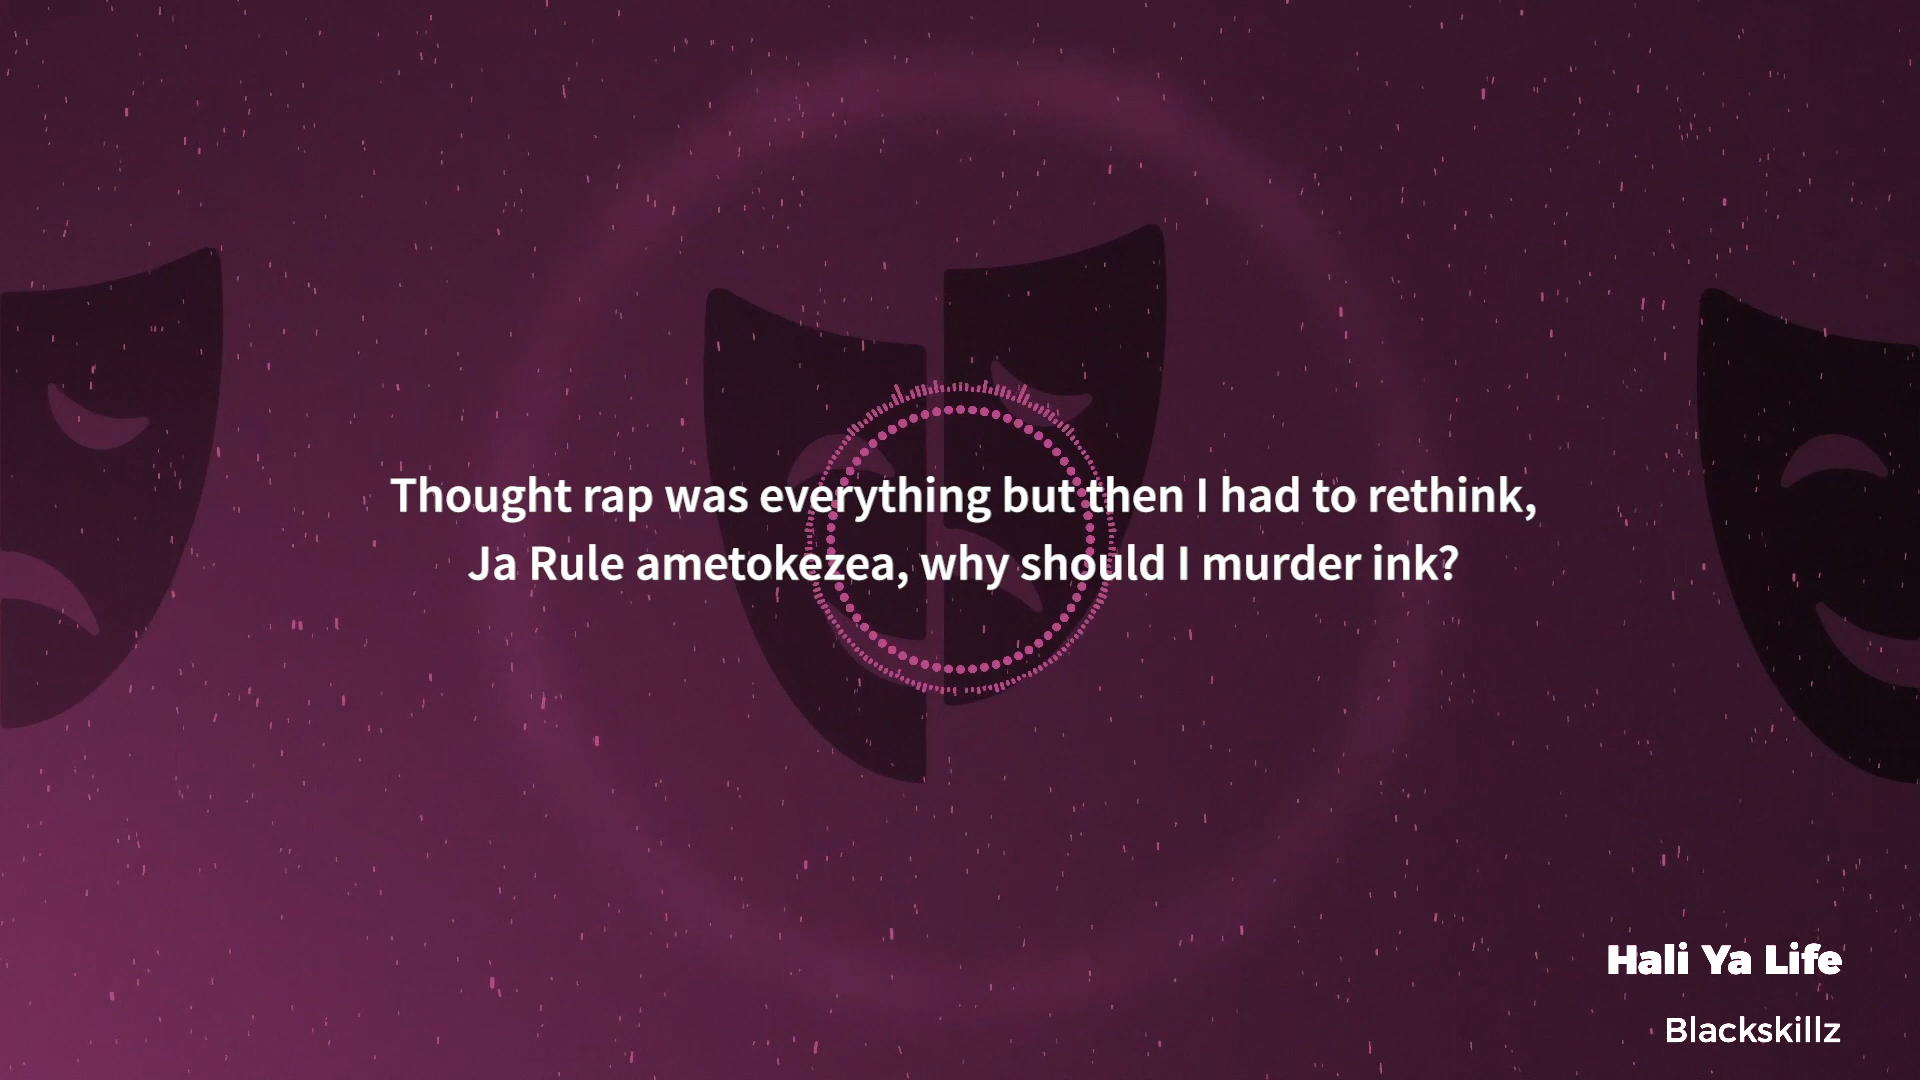 Thought rap was everything but then I had to rethink,
Ja Rule ametokezea, why should I murder ink?
Hali Ya Life
Blackskillz